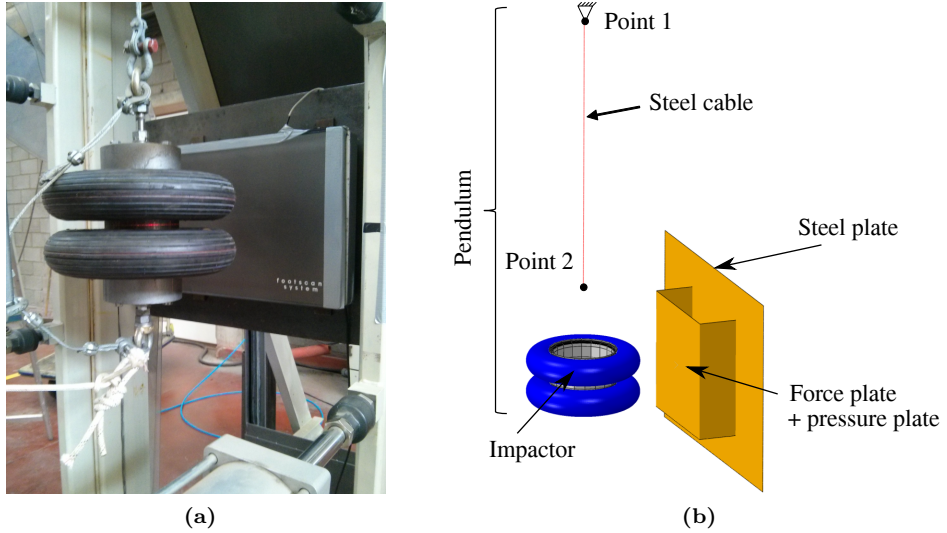 footscan
system
(a)
Point 1
Steel cable
Pendulum
Point 2
Steel plate
Force plate
+ pressure plate
Impactor
(b)